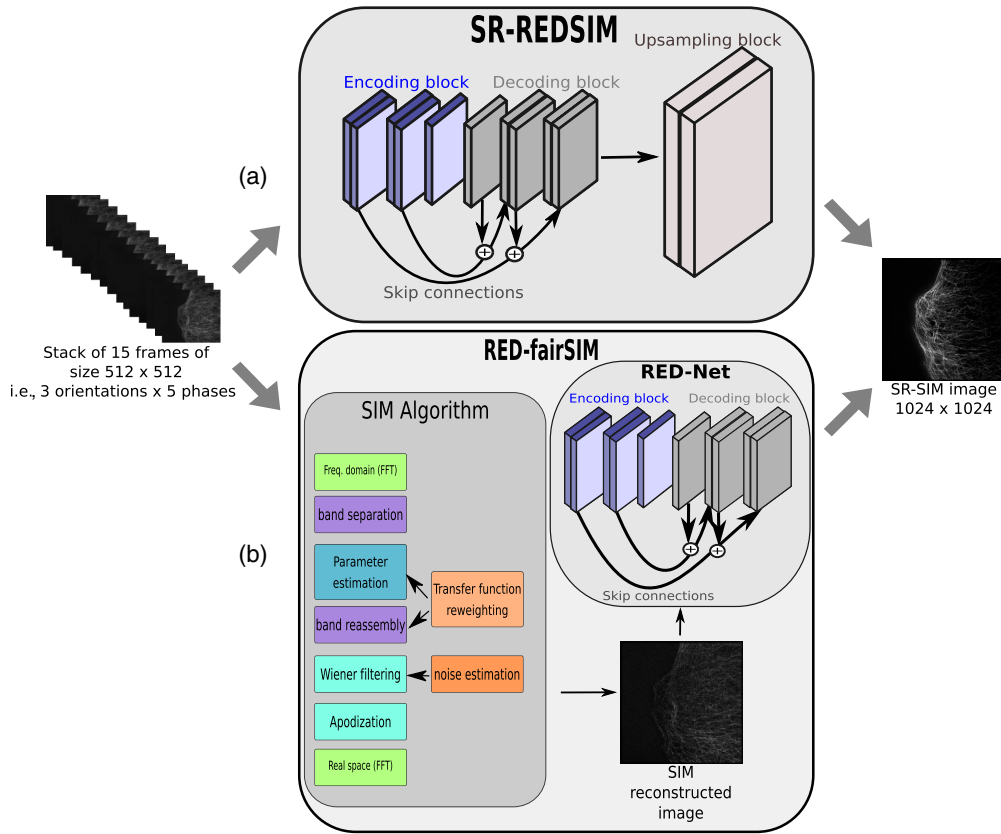 SR-REDSIM
Upsampling block
Encoding block
Decoding block
(a)
Skip connections
Stack of 15 frames of
size 512 x 512
i.e., 3 orientations x 5 phases
SR-SIM image
1024 x 1024
RED-fairSIM
RED-Net
Encoding block
Decoding block
Skip connections
SIM Algorithm
Freq. domain (FFT)
band separation
Parameter
estimation
Transfer function
reweighting
band reassembly
Wiener filtering
noise estimation
Apodization
Real space (FFT)
(b)
SIM
reconstructed
image